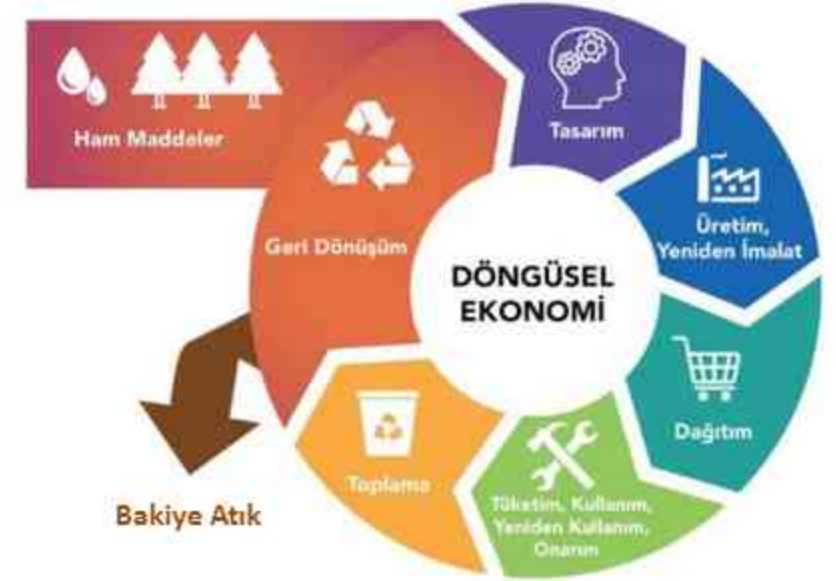 Ham Maddeler
Geri Dönüşüm
Tasarım
Üretim,
Yeniden İmalat
DÖNGÜSEL
EKONOMİ
Dağıtım
Tüketim, Kullanım,
Yeniden Kullanım,
Onarım
Toplama
Bakiye Atık